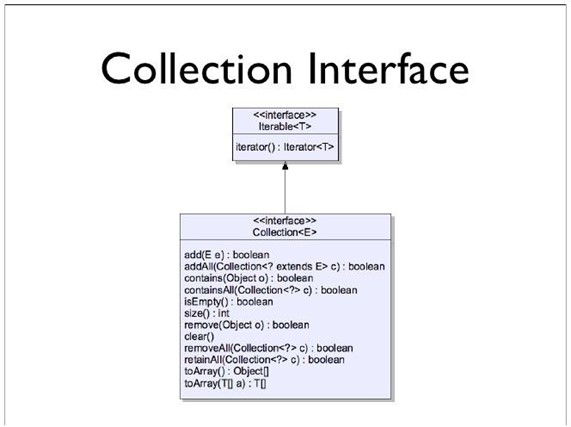 Collection Interface
<<interface>>
Iterable<T>
iterator() : Iterator<T>
<<interface>>
Collection<E>
add(E e) : boolean
addAll(Collection<? extends E> c) : boolean
contains(Object o) : boolean
containsAll(Collection<?> c) : boolean
isEmpty() : boolean
size() : int
remove(Object o) : boolean
clear()
removeAll(Collection<?> c) : boolean
retainAll(Collection<?> c) : boolean
toArray() : Object[]
toArray(T[] a) : T[]